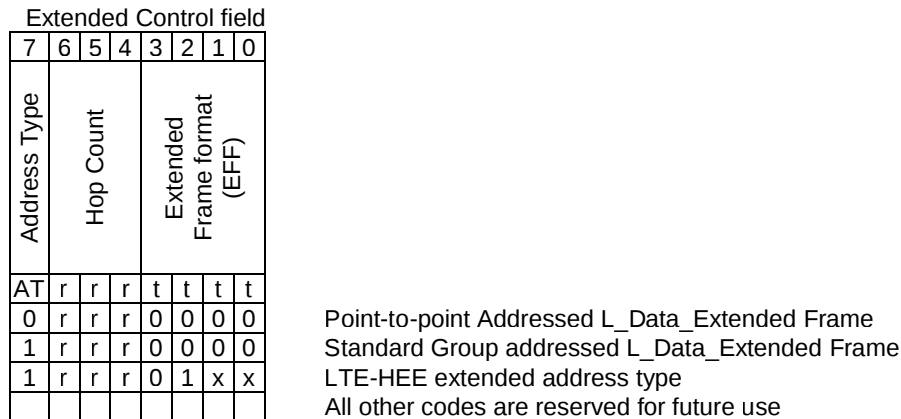 Extended Control field
7 6 5 4 3 2 1 0
Address Type
Hop Count
Extended
Frame format
(EFF)
AT r r r t t t t
0 r r r 0 0 0 0 Point-to-point Addressed L_Data_Extended Frame
1 r r r 0 0 0 0 Standard Group addressed L_Data_Extended Frame
1 r r r 0 1 x x LTE-HEE extended address type
All other codes are reserved for future use